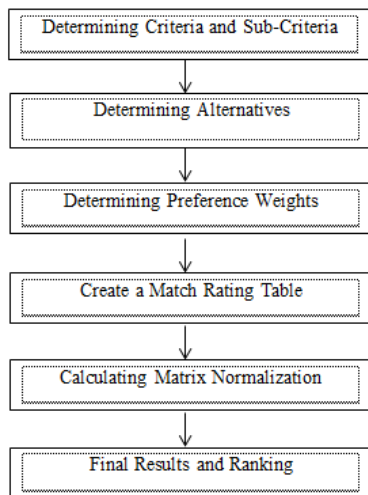 Determining Criteria and Sub-Criteria
Determining Alternatives
Determining Preference Weights
Create a Match Rating Table
Calculating Matrix Normalization
Final Results and Ranking